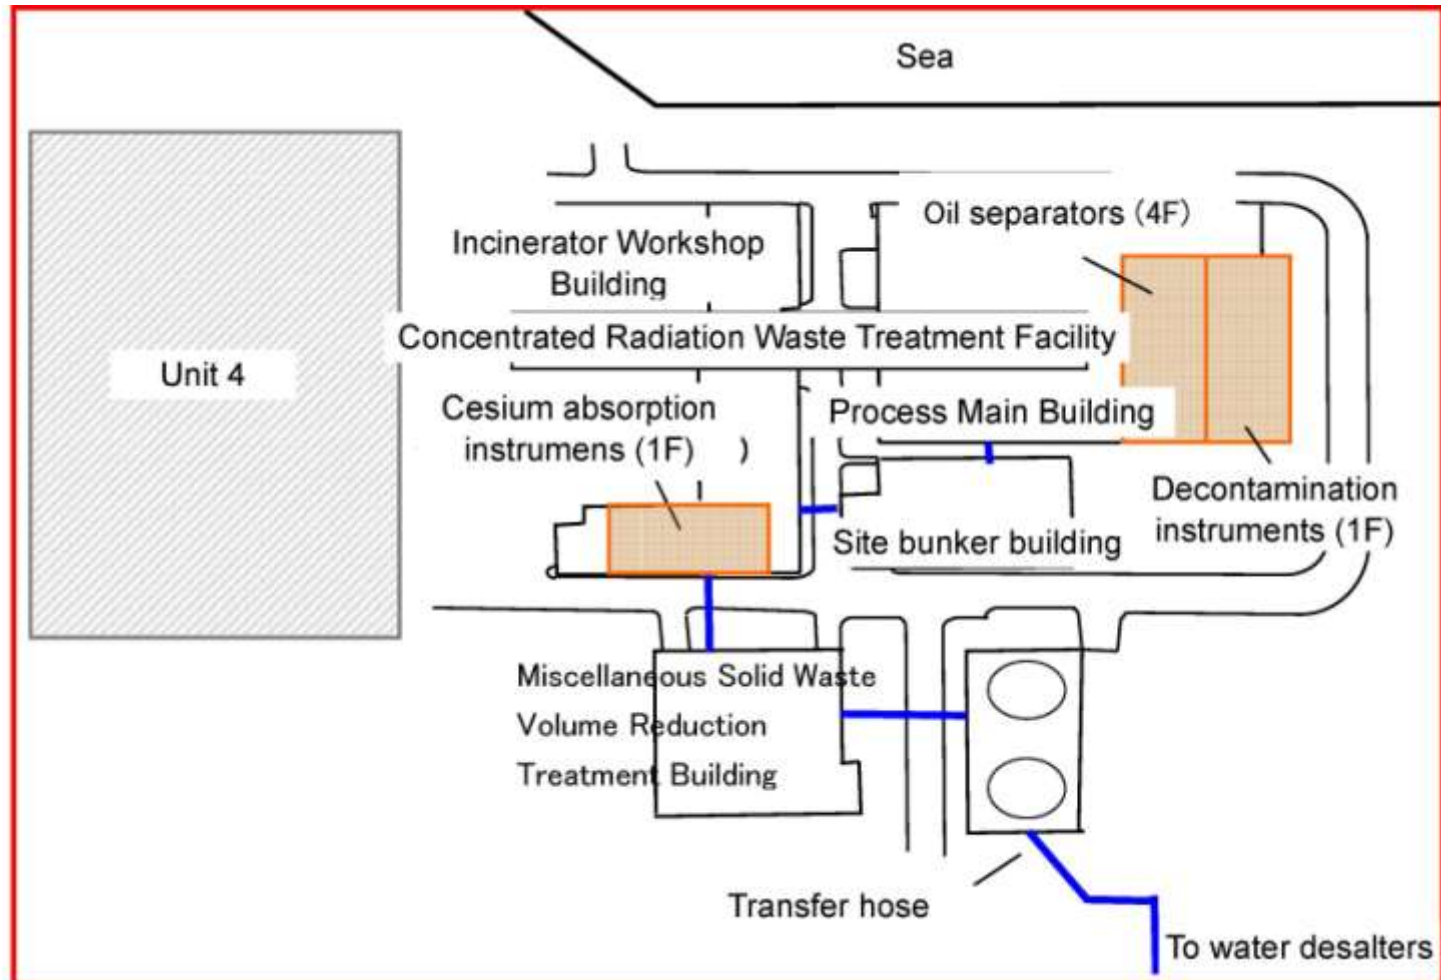 Sea
Oil separators (4F)
Incinerator Workshop
Building
Concentrated Radiation Waste Treatment Facility
Unit 4
Cesium absorption
instrumens (1F)     )
Process Main Building
Decontamination
instruments (1F)
Site bunker building
Miscellaneous Solid Waste
Volume Reduction
Treatment Building
Transfer hose
To water desalters